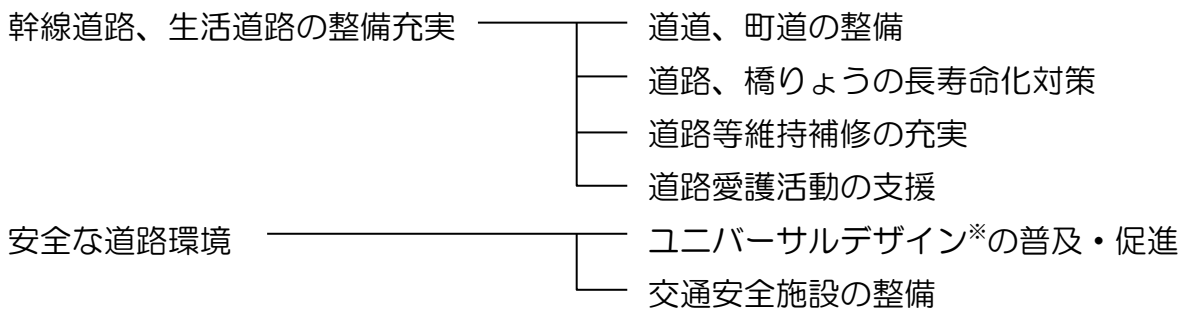 幹線道路、生活道路の整備充実 道道、町道の整備
道路、橋りょうの長寿命化対策
道路等維持補修の充実
道路愛護活動の支援
安全な道路環境 ユニバーサルデザイン※の普及・促進
交通安全施設の整備